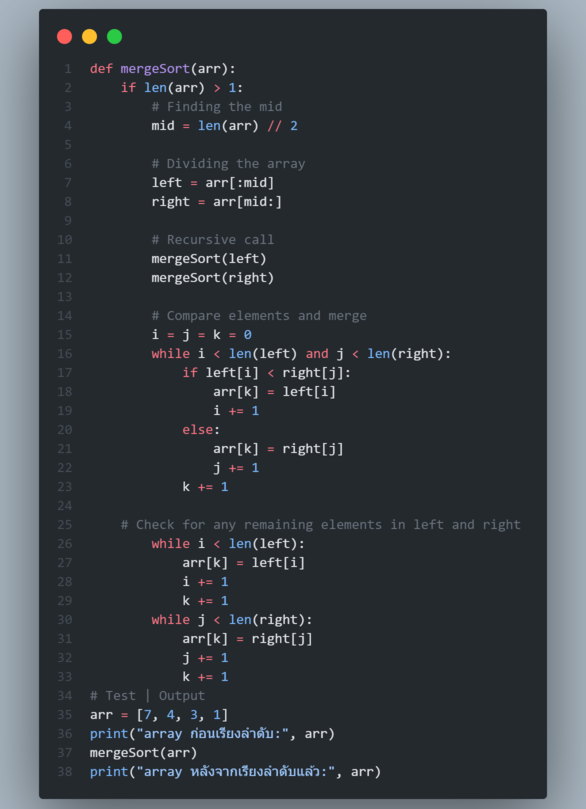 1 def mergeSort(arr):
2     if len(arr) > 1:
3         # Finding the mid
4         mid = len(arr) // 2
5
6         # Dividing the array
7         left = arr[:mid]
8         right = arr[mid:]
9
10         # Recursive call
11         mergeSort(left)
12         mergeSort(right)
13
14         # Compare elements and merge
15         i = j = k = 0
16         while i < len(left) and j < len(right):
17             if left[i] < right[j]:
18                 arr[k] = left[i]
19                 i += 1
20             else:
21                 arr[k] = right[j]
22                 j += 1
23             k += 1
24
25     # Check for any remaining elements in left and right
26         while i < len(left):
27             arr[k] = left[i]
28             i += 1
29             k += 1
30         while j < len(right):
31             arr[k] = right[j]
32             j += 1
33             k += 1
34 # Test | Output
35 arr = [7, 4, 3, 1]
36 print("array ก่อนเรียงลำดับ:", arr)
37 mergeSort(arr)
38 print("array หลังจากเรียงลำดับแล้ว:", arr)